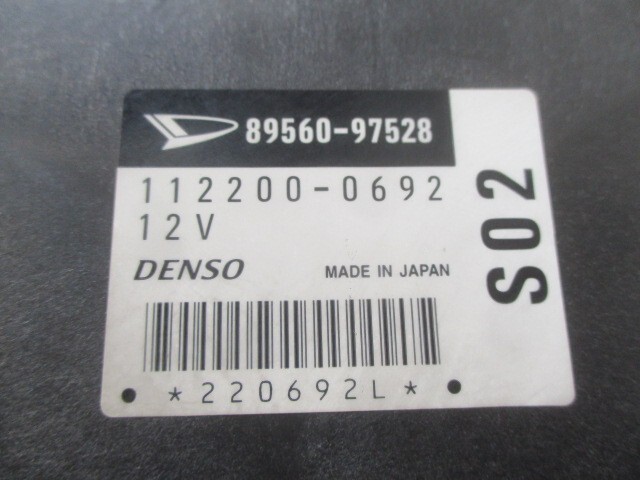 89560-97528
112200-0692
12V
DENSO MADE IN JAPAN
*220692L*
S02